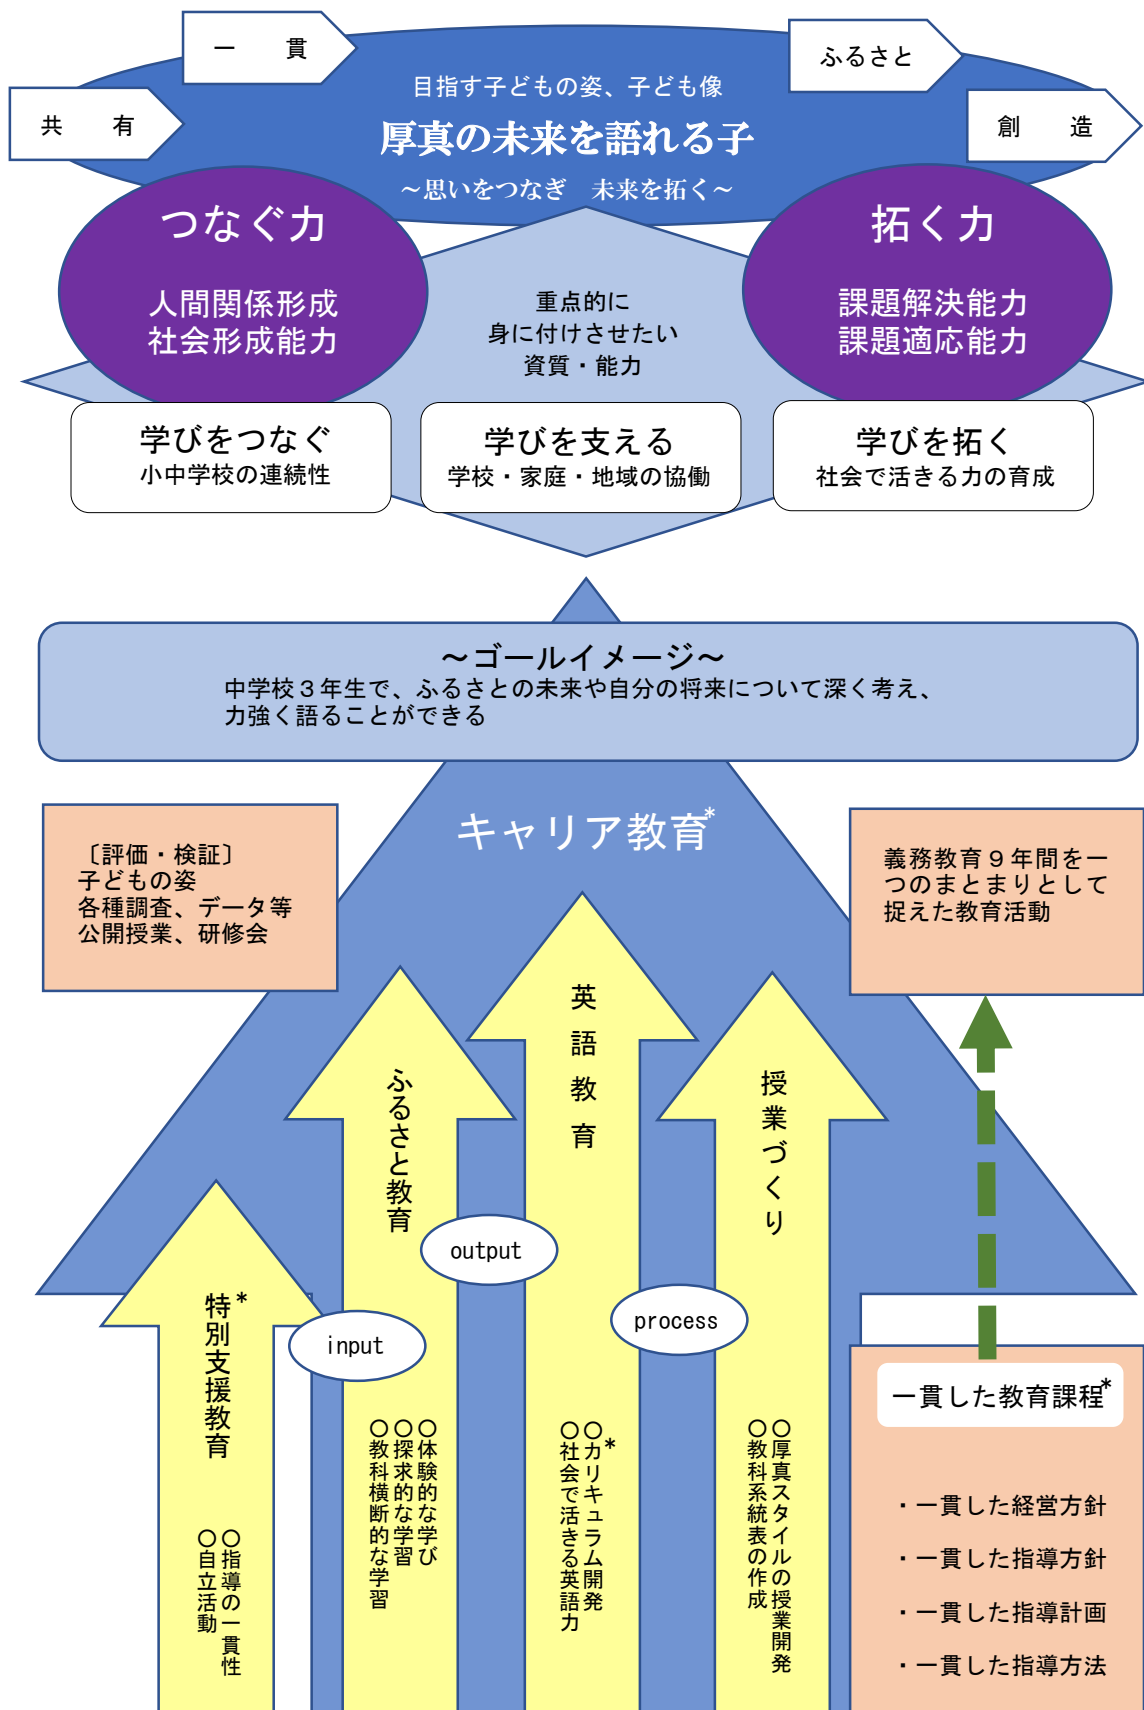 一　貫
ふるさと
共　有
創　造
目指す子どもの姿、子ども像
厚真の未来を語れる子
～思いをつなぎ　未来を拓く～
つなぐ力
人間関係形成
社会形成能力
重点的に
身に付けさせたい
資質・能力
拓く力
課題解決能力
課題適応能力
学びをつなぐ
小中学校の連続性
学びを支える
学校・家庭・地域の協働
学びを拓く
社会で活きる力の育成
～ゴールイメージ～
中学校３年生で、ふるさとの未来や自分の将来について深く考え、
力強く語ることができる
キャリア教育*
〔評価・検証〕
子どもの姿
各種調査、データ等
公開授業、研修会
義務教育９年間を一
つのまとまりとして
捉えた教育活動
特別支援教育*
○指導の一貫性
○自立活動
input
ふるさと教育
○体験的な学び
○探求的な学習
○教科横断的な学習
output
英語教育
○カリキュラム開発*
○社会で活きる英語力
process
授業づくり
○厚真スタイルの授業開発
○教科系統表の作成
一貫した教育課程*
・一貫した経営方針
・一貫した指導方針
・一貫した指導計画
・一貫した指導方法